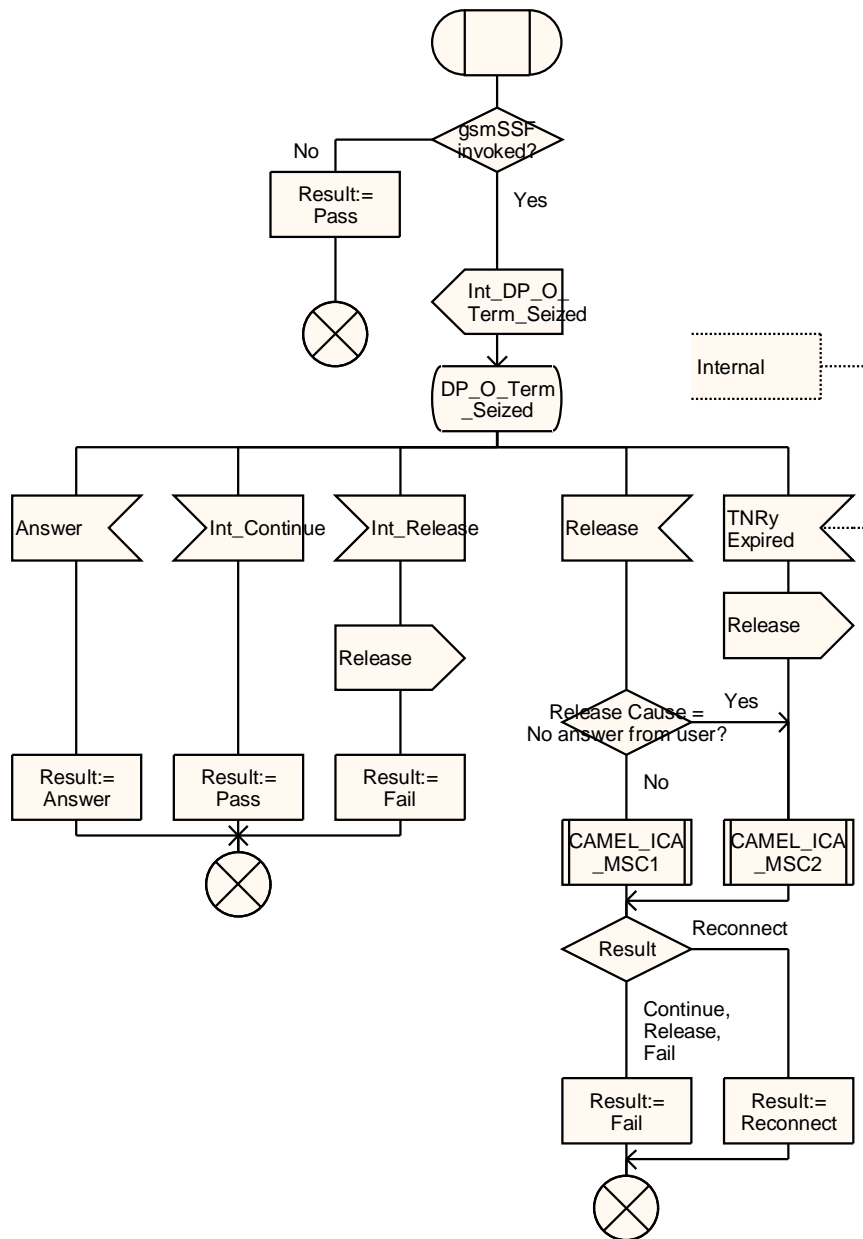 gsmSSF
invoked?
No
Yes
Result:=
Pass
Int_DP_O_
Term_Seized
Internal
DP_O_Term
_Seized
Answer
Int_Continue
Int_Release
Release
TNRy
Expired
Release
Release
Release Cause =
No answer from user?
Yes
No
Result:=
Answer
Result:=
Pass
Result:=
Fail
CAMEL_ICA
_MSC1
CAMEL_ICA
_MSC2
Result
Reconnect
Continue,
Release,
Fail
Result:=
Fail
Result:=
Reconnect